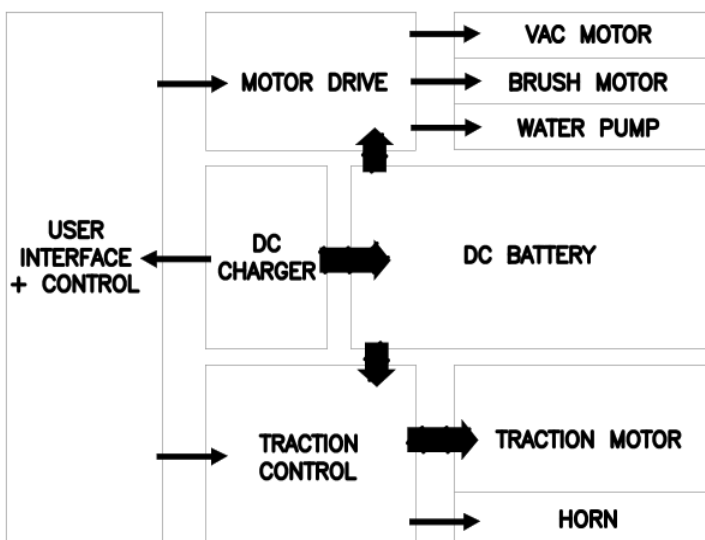 VAC MOTOR
MOTOR DRIVE
BRUSH MOTOR
WATER PUMP
USER
INTERFACE
+ CONTROL
DC
CHARGER
DC BATTERY
TRACTION
CONTROL
TRACTION MOTOR
HORN